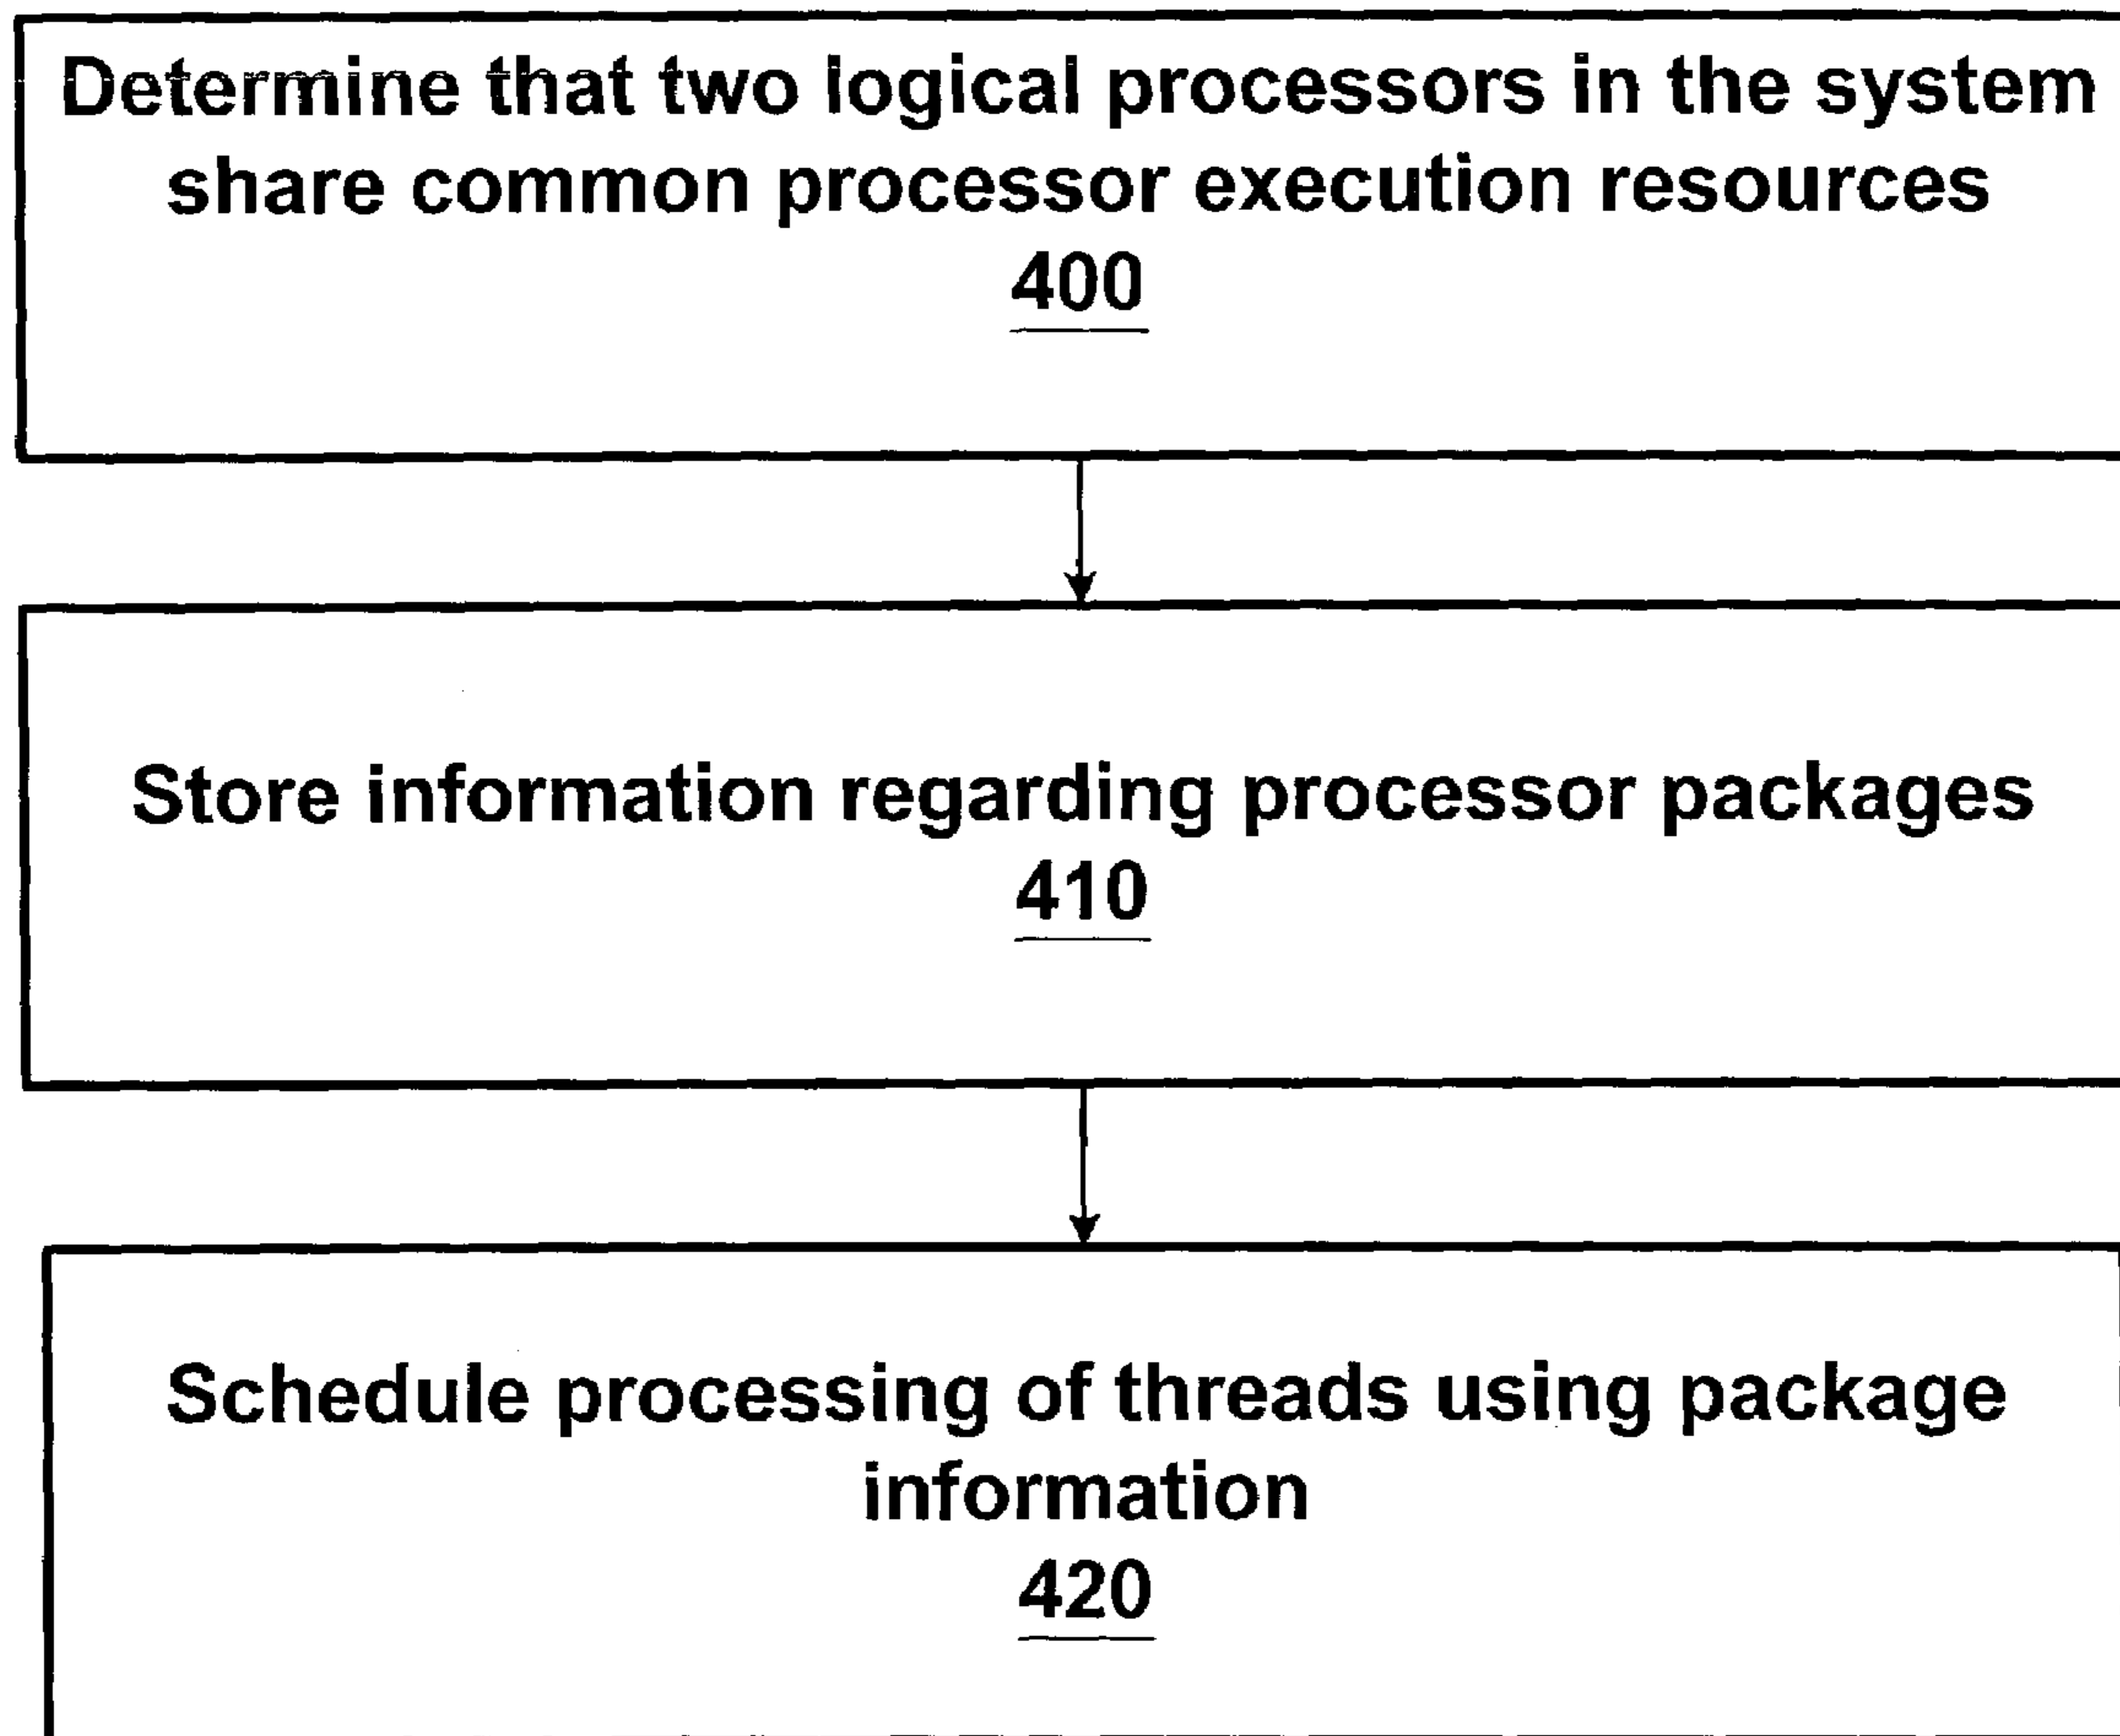 Determine that two logical processors in the system
share common processor execution resources
400
Store information regarding processor packages
410
Schedule processing of threads using package
information
420